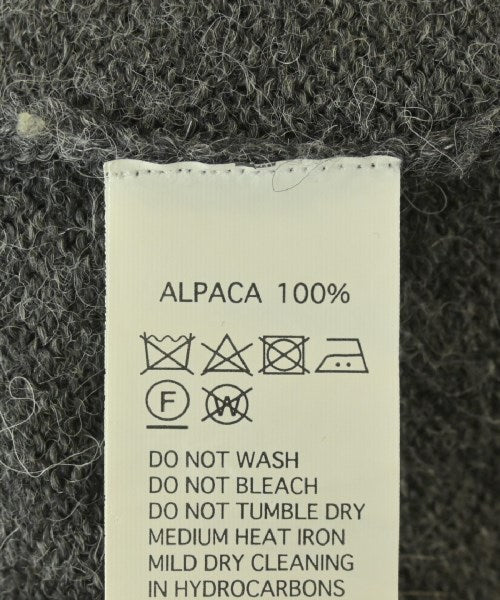 ALPACA 100%
F W
DO NOT WASH
DO NOT BLEACH
DO NOT TUMBLE DRY
MEDIUM HEAT IRON
MILD DRY CLEANING
IN HYDROCARBONS